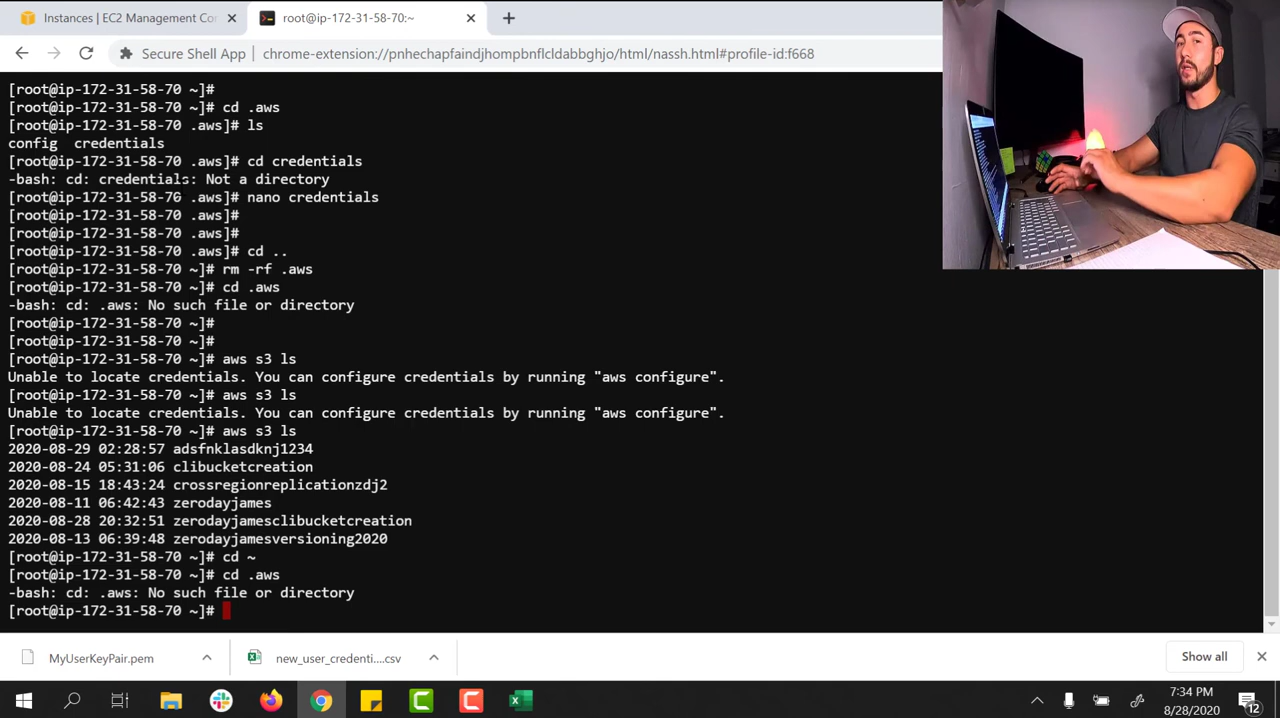 Instances | EC2 Management Con
root@ip-172-31-58-70:~
Secure Shell App
chrome-extension://pnhechapfaindjhompbnflcldabbghjo/html/nassh.html#profile-id:f668
[root@ip-172-31-58-70 ~]#
[root@ip-172-31-58-70 ~]# cd .aws
[root@ip-172-31-58-70 .aws]# ls
config  credentials
[root@ip-172-31-58-70 .aws]# cd credentials
-bash: cd: credentials: Not a directory
[root@ip-172-31-58-70 .aws]# nano credentials
[root@ip-172-31-58-70 .aws]#
[root@ip-172-31-58-70 .aws]#
[root@ip-172-31-58-70 .aws]# cd ..
[root@ip-172-31-58-70 ~]# rm -rf .aws
[root@ip-172-31-58-70 ~]# cd .aws
-bash: cd: .aws: No such file or directory
[root@ip-172-31-58-70 ~]#
[root@ip-172-31-58-70 ~]#
[root@ip-172-31-58-70 ~]# aws s3 ls
Unable to locate credentials. You can configure credentials by running "aws configure".
[root@ip-172-31-58-70 ~]# aws s3 ls
Unable to locate credentials. You can configure credentials by running "aws configure".
[root@ip-172-31-58-70 ~]# aws s3 ls
2020-08-29 02:28:57 adsfnklasdknj1234
2020-08-24 05:31:06 clibucketcreation
2020-08-15 18:43:24 crossregionreplicationzdj2
2020-08-11 06:42:43 zerodayjames
2020-08-28 20:32:51 zerodayjamesclibucketcreation
2020-08-13 06:39:48 zerodayjamesversioning2020
[root@ip-172-31-58-70 ~]# cd ~
[root@ip-172-31-58-70 ~]# cd .aws
-bash: cd: .aws: No such file or directory
[root@ip-172-31-58-70 ~]#
MyUserKeyPair.pem
new_user_credenti....csv
Show all
7:34 PM
8/28/2020
12